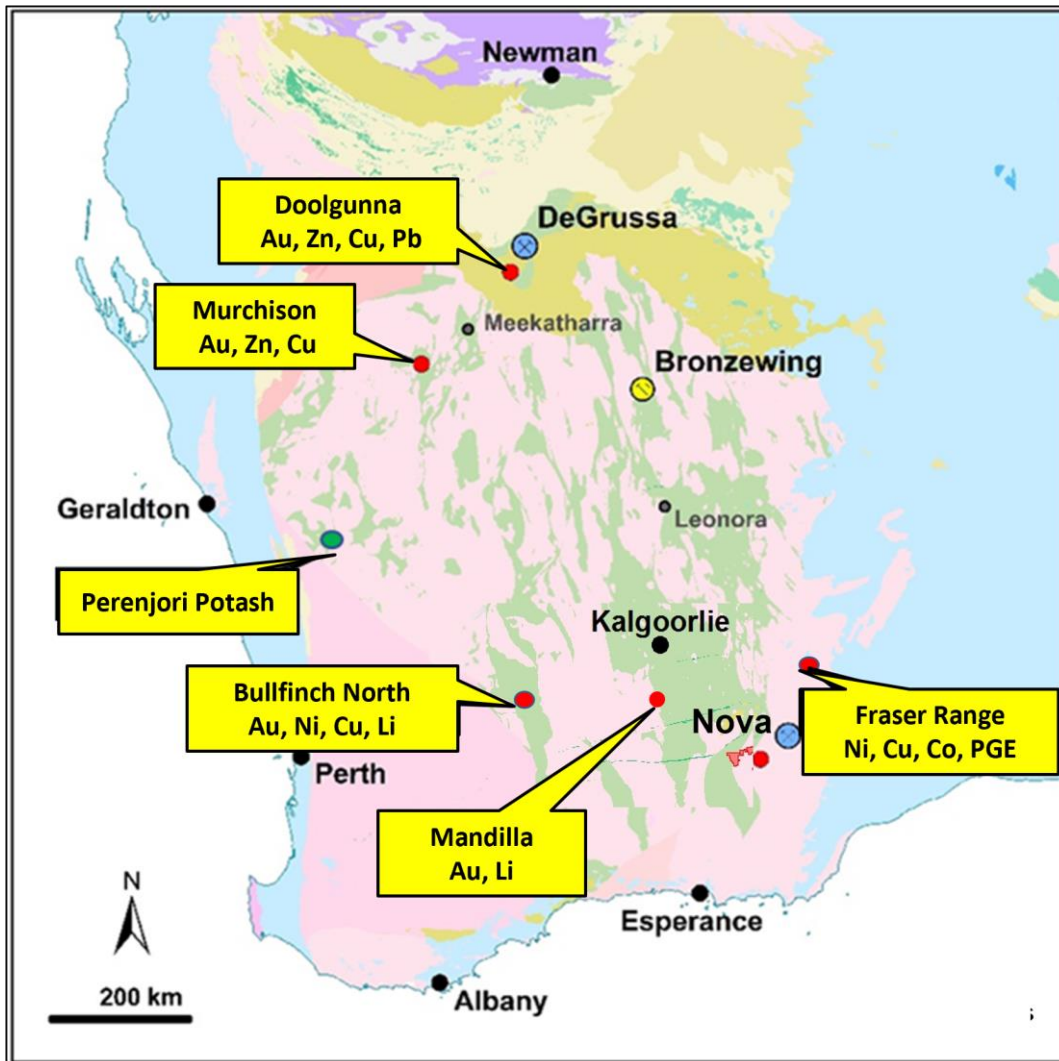 Newman
Doolgunna
Au, Zn, Cu, Pb
DeGrussa
Murchison
Au, Zn, Cu
Meekatharra
Bronzewing
Geraldton
Leonora
Perenjori Potash
Kalgoorlie
Bullfinch North
Au, Ni, Cu, Li
Nova
Fraser Range
Ni, Cu, Co, PGE
Perth
Mandilla
Au, Li
N
Esperance
200 km
Albany